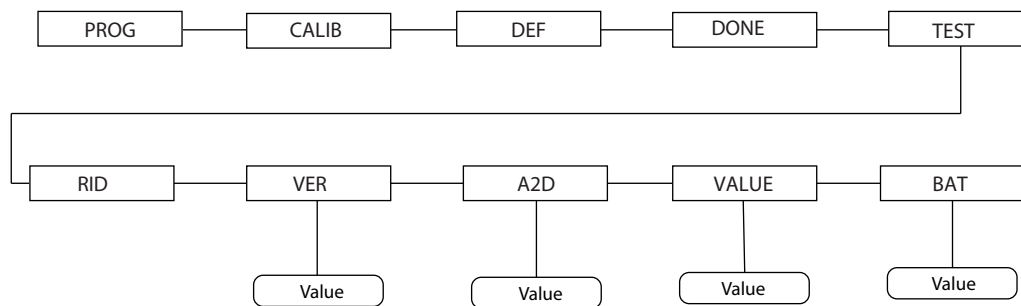 PROG
CALIB
DEF
DONE
TEST
RID
VER
A2D
VALUE
BAT
Value
Value
Value
Value